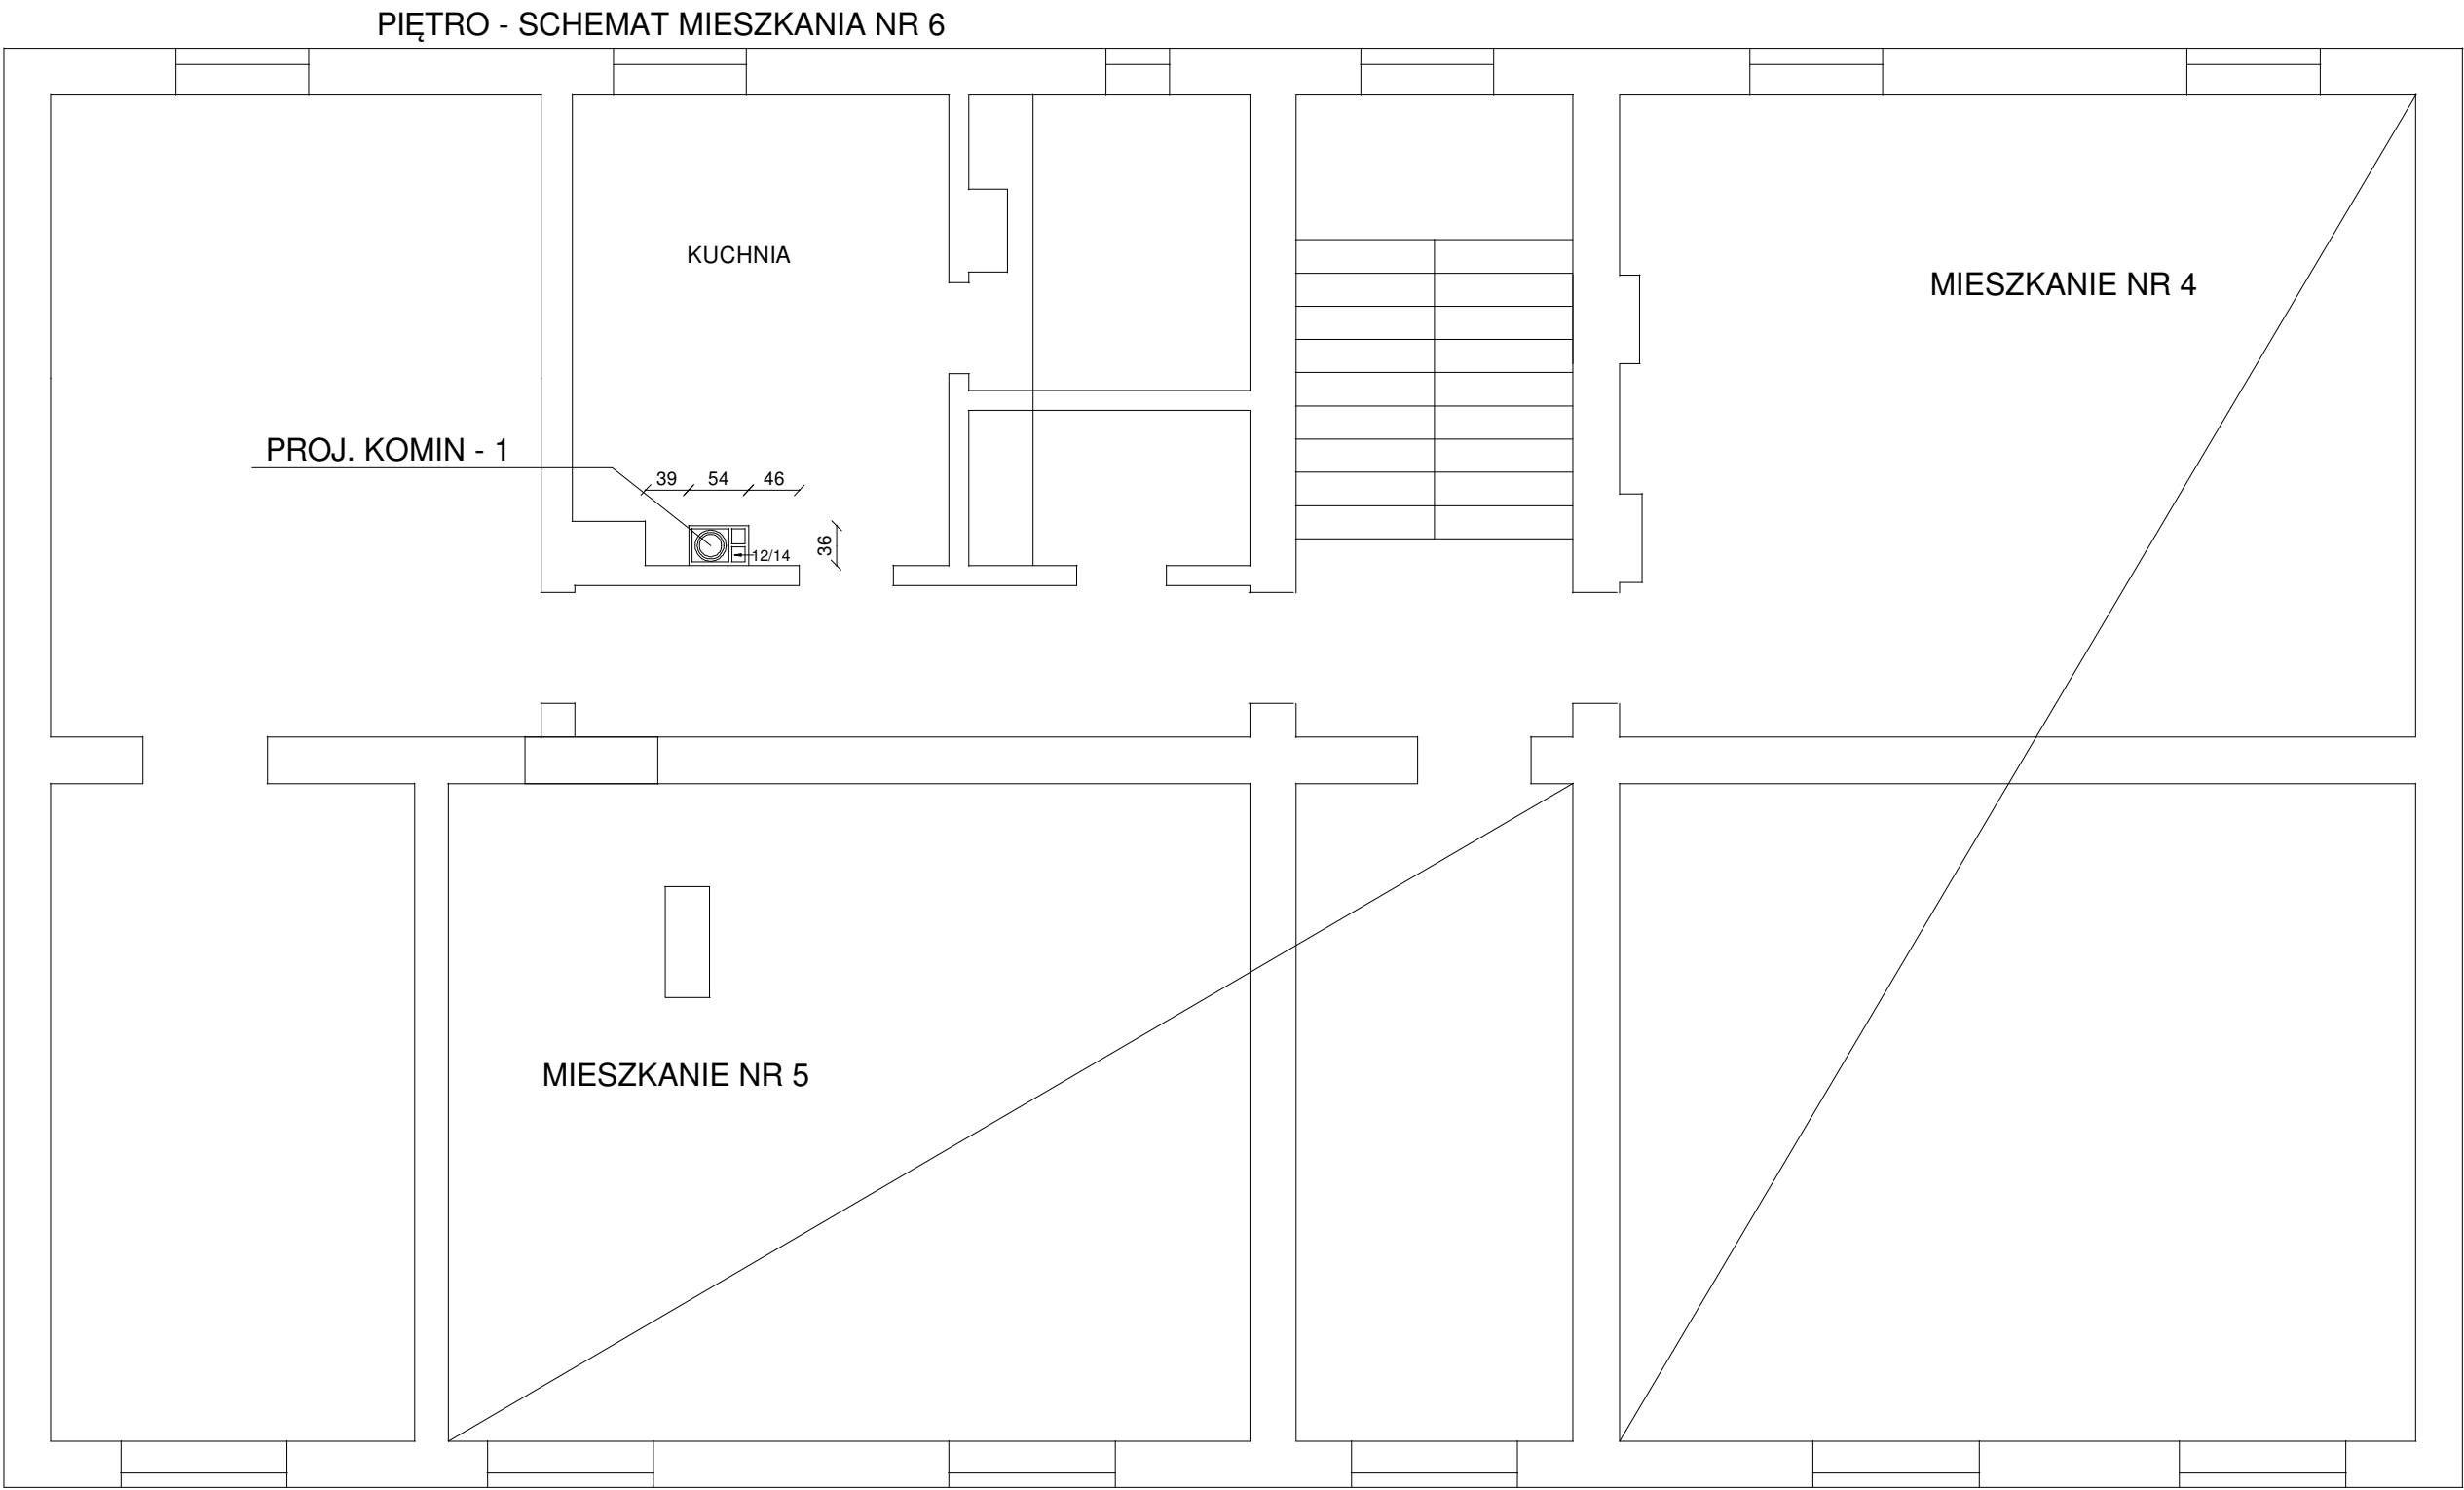 PIĘTRO - SCHEMAT MIESZKANIA NR 6
KUCHNIA
MIESZKANIE NR 4
PROJ. KOMIN - 1
39 54 46
36
12/14
MIESZKANIE NR 5